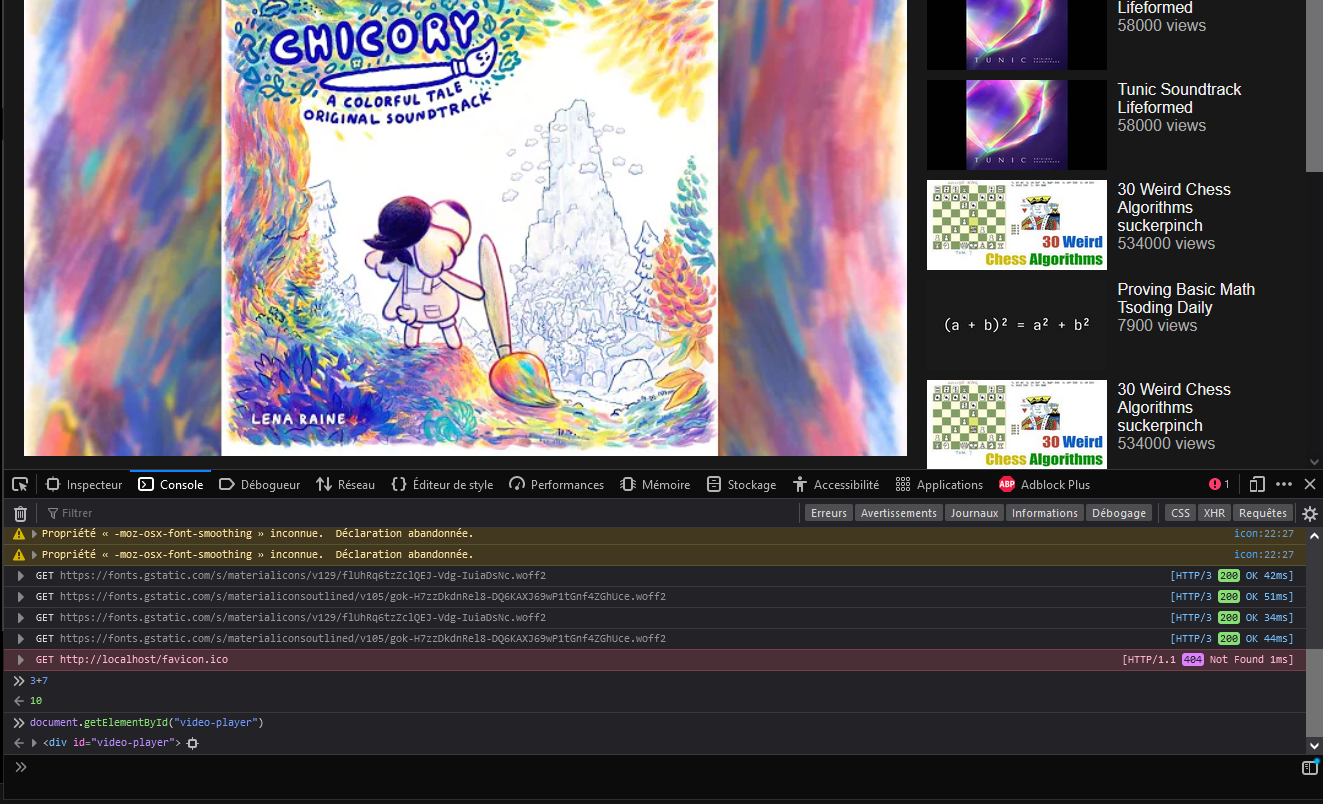 CHICORY
A COLORFUL TALE
ORIGINAL SOUNDTRACK
LENA RAINE
Lifeformed
58000 views
TUNIC
Tunic Soundtrack
Lifeformed
58000 views
TUNIC
30 Weird Chess
Algorithms
suckerpinch
534000 views
30 Weird
Chess Algorithms
Proving Basic Math
Tsoding Daily
7900 views
(a + b)² = a² + b²
30 Weird Chess
Algorithms
suckerpinch
534000 views
30 Weird
Chess Algorithms
Inspecteur Console Débogueur Réseau Éditeur de style Performances Mémoire Stockage Accessibilité Applications ABP Adblock Plus 1
Filtrer Erreurs Avertissements Journaux Informations Débogage CSS XHR Requêtes
Propriété « -moz-osx-font-smoothing » inconnue. Déclaration abandonnée. icon:22:27
Propriété « -moz-osx-font-smoothing » inconnue. Déclaration abandonnée. icon:22:27
GET https://fonts.gstatic.com/s/materialicons/v129/flUhRq6tzZclQEJ-Vdg-IuiaDsNc.woff2 [HTTP/3 200 OK 42ms]
GET https://fonts.gstatic.com/s/materialiconsoutlined/v105/gok-H7zzDkdnRel8-DQ6KAXJ69wP1tGnf4ZGhUce.woff2 [HTTP/3 200 OK 51ms]
GET https://fonts.gstatic.com/s/materialicons/v129/flUhRq6tzZclQEJ-Vdg-IuiaDsNc.woff2 [HTTP/3 200 OK 34ms]
GET https://fonts.gstatic.com/s/materialiconsoutlined/v105/gok-H7zzDkdnRel8-DQ6KAXJ69wP1tGnf4ZGhUce.woff2 [HTTP/3 200 OK 44ms]
GET http://localhost/favicon.ico [HTTP/1.1 404 Not Found 1ms]
3+7
10
document.getElementById("video-player")
<div id="video-player">